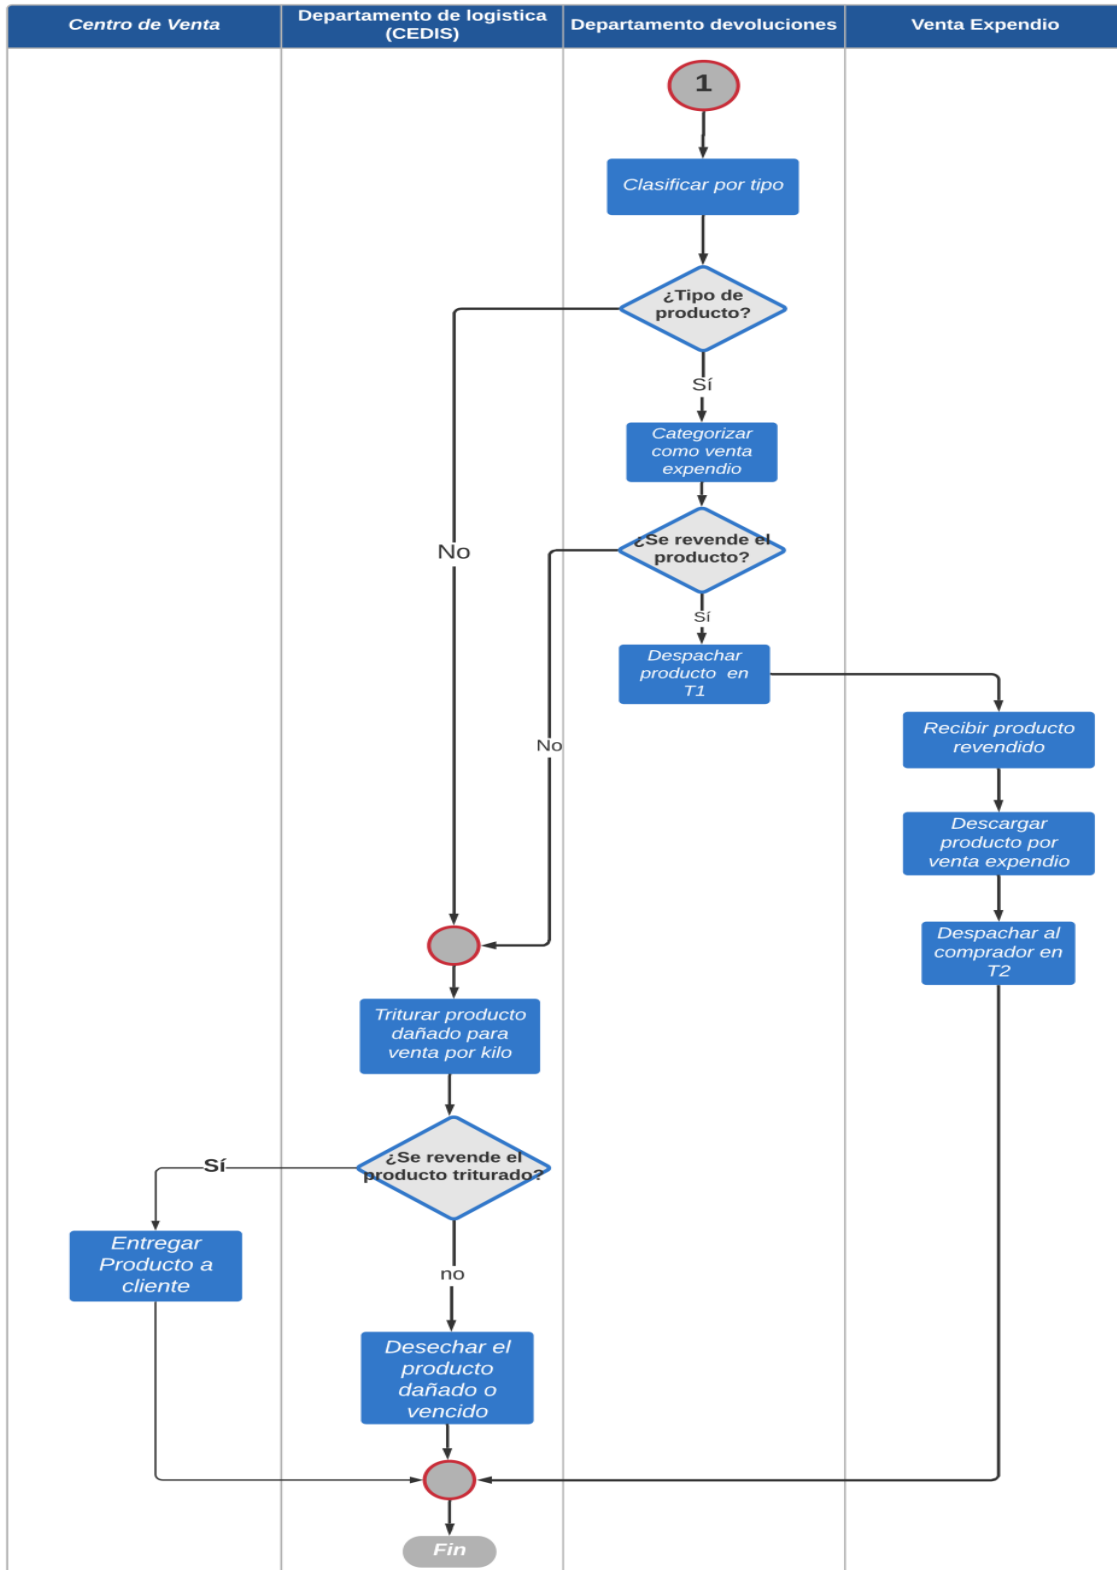 Centro de Venta
Departamento de logistica
(CEDIS)
Departamento devoluciones
Venta Expendio
1
Clasificar por tipo
¿Tipo de
producto?
Sí
Categorizar
como venta
expendio
No
¿Se revende el
producto?
Sí
Despachar
producto en
T1
Recibir producto
revendido
No
Descargar
producto por
venta expendio
Despachar al
comprador en
T2
Triturar producto
dañado para
venta por kilo
¿Se revende el
producto triturado?
Sí
Entregar
Producto a
cliente
no
Desechar el
producto
dañado o
vencido
Fin